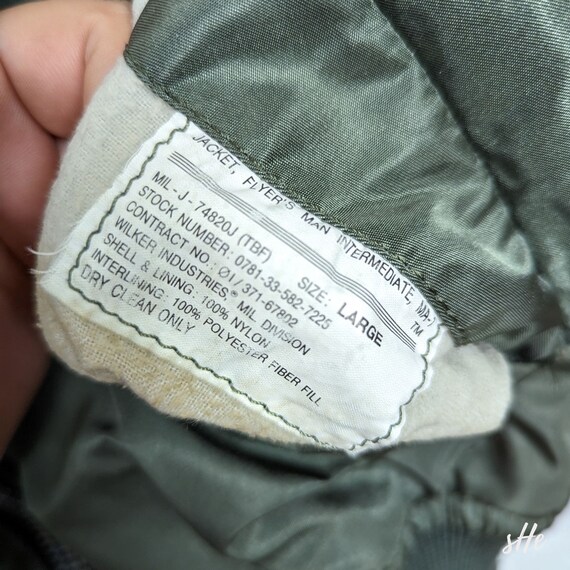 JACKET, FLYER'S MAN INTERMEDIATE, MA-1
TM
MIL-J-74820J (TBF) SIZE: LARGE
STOCK NUMBER: 0781-33-582-7225
CONTRACT NO.: 01/371-67802
WILKER INDUSTRIES® MIL DIVISION
SHELL & LINING: 100% NYLON
INTERLINING: 100% POLYESTER FIBER FILL
DRY CLEAN ONLY
sHe